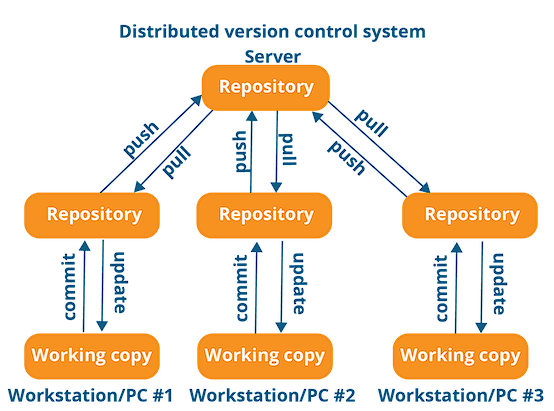 Distributed version control system
Server
Repository
push
pull
push
pull
pull
push
Repository
Repository
Repository
commit
update
commit
update
commit
update
Working copy
Working copy
Working copy
Workstation/PC #1
Workstation/PC #2
Workstation/PC #3